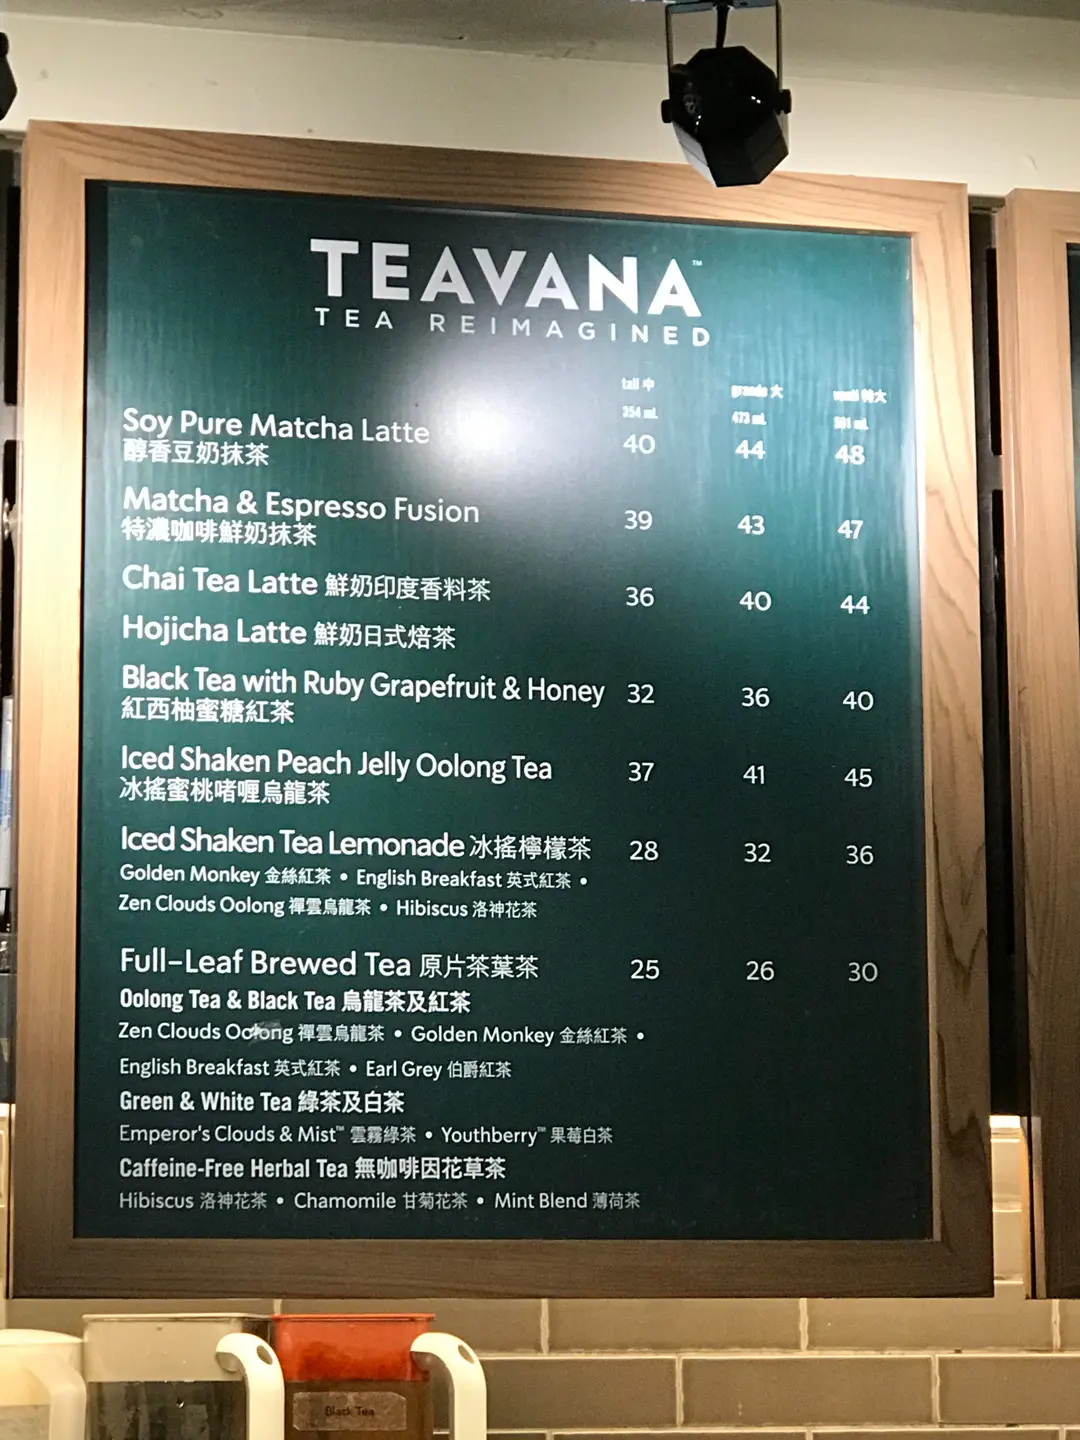 TEAVANA™
TEA REIMAGINED
tall 中 grande 大 venti 特大
354 mL 473 mL 591 mL
Soy Pure Matcha Latte 40 44 48
醇香豆奶抹茶
Matcha & Espresso Fusion 39 43 47
特濃咖啡鮮奶抹茶
Chai Tea Latte 鮮奶印度香料茶 36 40 44
Hojicha Latte 鮮奶日式焙茶
Black Tea with Ruby Grapefruit & Honey 32 36 40
紅西柚蜜糖紅茶
Iced Shaken Peach Jelly Oolong Tea 37 41 45
冰搖蜜桃啫喱烏龍茶
Iced Shaken Tea Lemonade 冰搖檸檬茶 28 32 36
Golden Monkey 金絲紅茶 • English Breakfast 英式紅茶 •
Zen Clouds Oolong 禪雲烏龍茶 • Hibiscus 洛神花茶
Full-Leaf Brewed Tea 原片茶葉茶 25 26 30
Oolong Tea & Black Tea 烏龍茶及紅茶
Zen Clouds Oolong 禪雲烏龍茶 • Golden Monkey 金絲紅茶 •
English Breakfast 英式紅茶 • Earl Grey 伯爵紅茶
Green & White Tea 綠茶及白茶
Emperor's Clouds & Mist™ 雲霧綠茶 • Youthberry™ 果莓白茶
Caffeine-Free Herbal Tea 無咖啡因花草茶
Hibiscus 洛神花茶 • Chamomile 甘菊花茶 • Mint Blend 薄荷茶
Black Tea